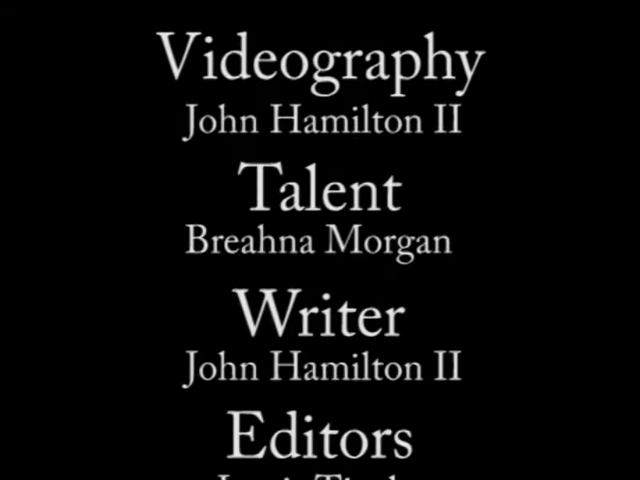 Videography
John Hamilton II
Talent
Breahna Morgan
Writer
John Hamilton II
Editors